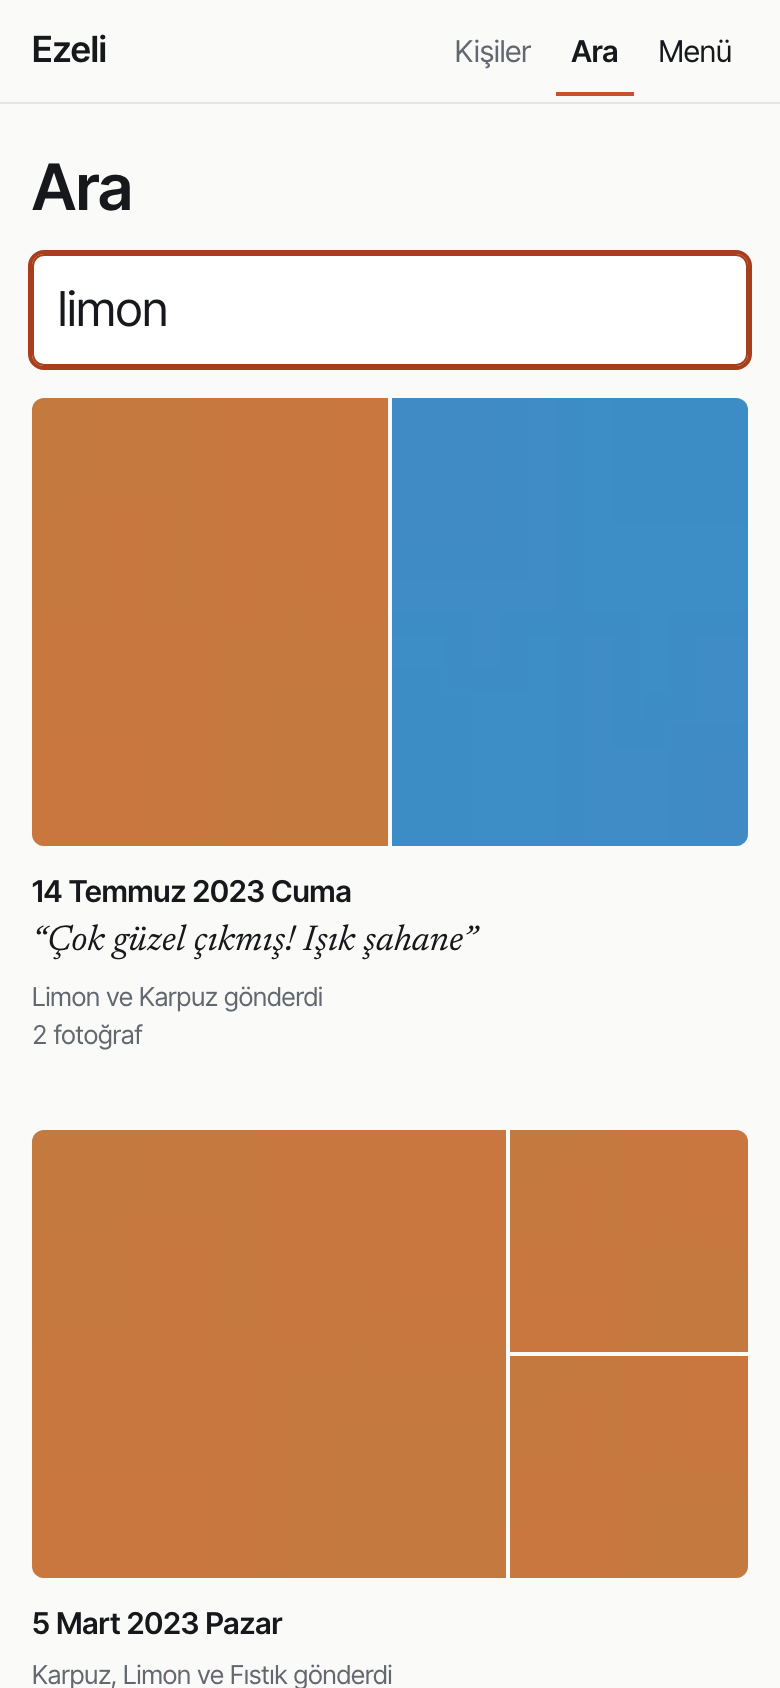 Ezeli
Kişiler
Ara
Menü
Ara
limon
14 Temmuz 2023 Cuma
“Çok güzel çıkmış! Işık şahane”
Limon ve Karpuz gönderdi
2 fotoğraf
5 Mart 2023 Pazar
Karpuz, Limon ve Fıstık gönderdi